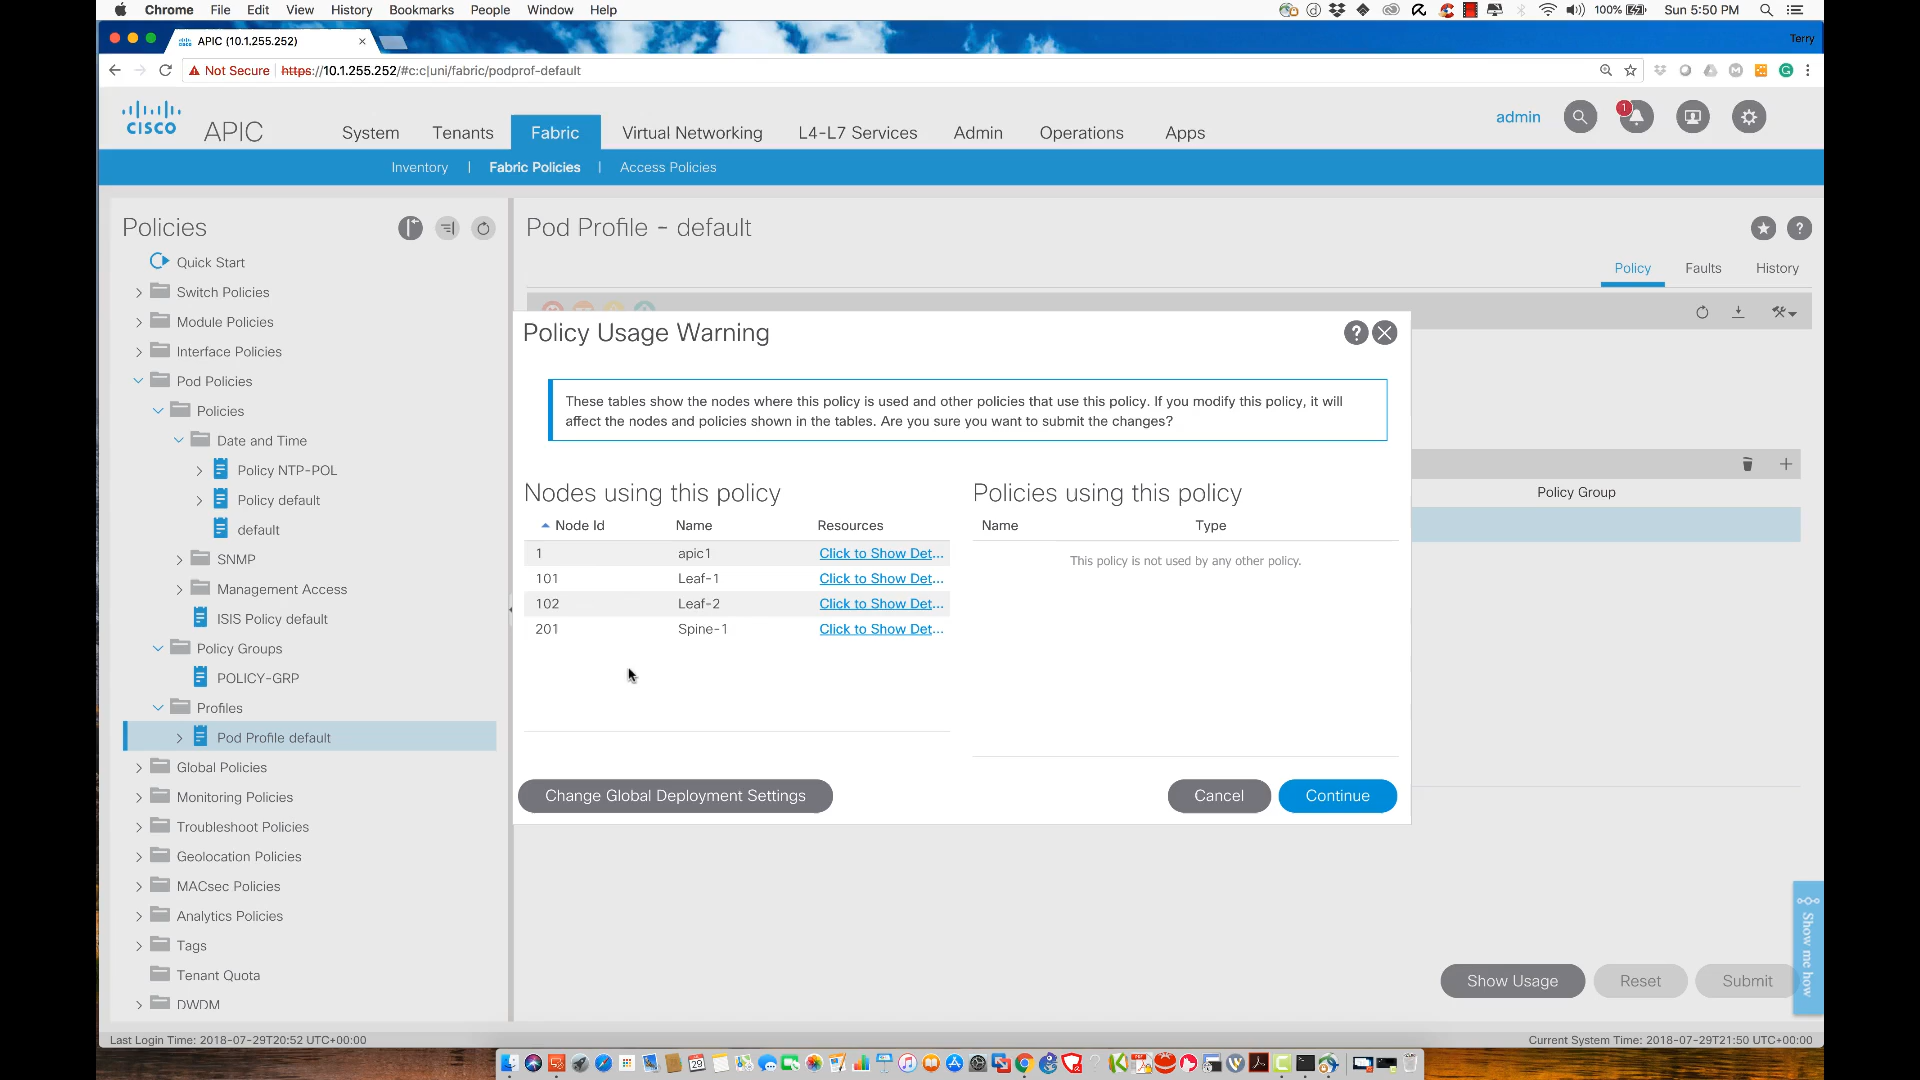 Chrome File Edit View History Bookmarks People Window Help 100% Sun 5:50 PM
APIC (10.1.255.252) Terry
Not Secure https://10.1.255.252/#c:c|uni/fabric/podprof-default
cisco APIC System Tenants Fabric Virtual Networking L4-L7 Services Admin Operations Apps admin 1
Inventory | Fabric Policies | Access Policies
Policies
Quick Start
Switch Policies
Module Policies
Interface Policies
Pod Policies
Policies
Date and Time
Policy NTP-POL
Policy default
default
SNMP
Management Access
ISIS Policy default
Policy Groups
POLICY-GRP
Profiles
Pod Profile default
Global Policies
Monitoring Policies
Troubleshoot Policies
Geolocation Policies
MACsec Policies
Analytics Policies
Tags
Tenant Quota
DWDM
Pod Profile - default
Policy Faults History
Policy Group
Policy Usage Warning
These tables show the nodes where this policy is used and other policies that use this policy. If you modify this policy, it will
affect the nodes and policies shown in the tables. Are you sure you want to submit the changes?
Nodes using this policy
Node Id Name Resources
1 apic1 Click to Show Det...
101 Leaf-1 Click to Show Det...
102 Leaf-2 Click to Show Det...
201 Spine-1 Click to Show Det...
Policies using this policy
Name Type
This policy is not used by any other policy.
Change Global Deployment Settings Cancel Continue
Show Usage Reset Submit
Show me how
Last Login Time: 2018-07-29T20:52 UTC+00:00 Current System Time: 2018-07-29T21:50 UTC+00:00